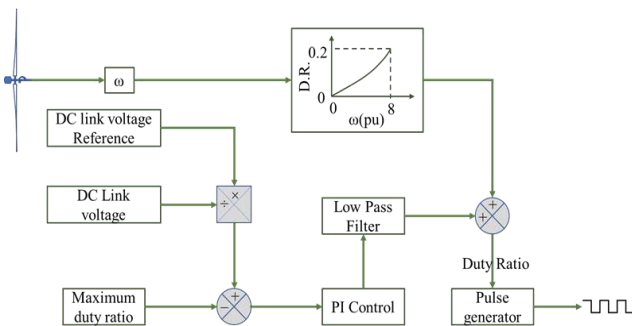 0.2
D.R.
ω
0
0
8
ω(pu)
DC link voltage
Reference
×
÷
DC Link
voltage
Low Pass
Filter
+
+
Duty Ratio
Maximum
duty ratio
+
−
PI Control
Pulse
generator